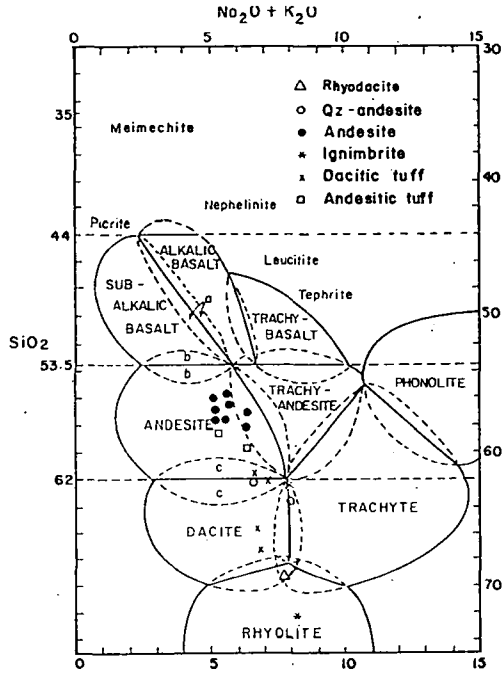 Na₂O + K₂O
0 5 10 15
30
35
△ Rhyodacite
○ Qz-andesite
● Andesite
* Ignimbrite
x Dacitic tuff
□ Andesitic tuff
Meimechite
40
Nephelinite
Picrite
44
ALKALIC
BASALT
Leucitite
SUB-
ALKALIC
BASALT
Tephrite
TRACHY-
BASALT
50
SiO₂
53.5
b
b
TRACHY-
ANDESITE
PHONOLITE
ANDESITE
60
c
62
c
TRACHYTE
DACITE
70
RHYOLITE
0 5 10 15